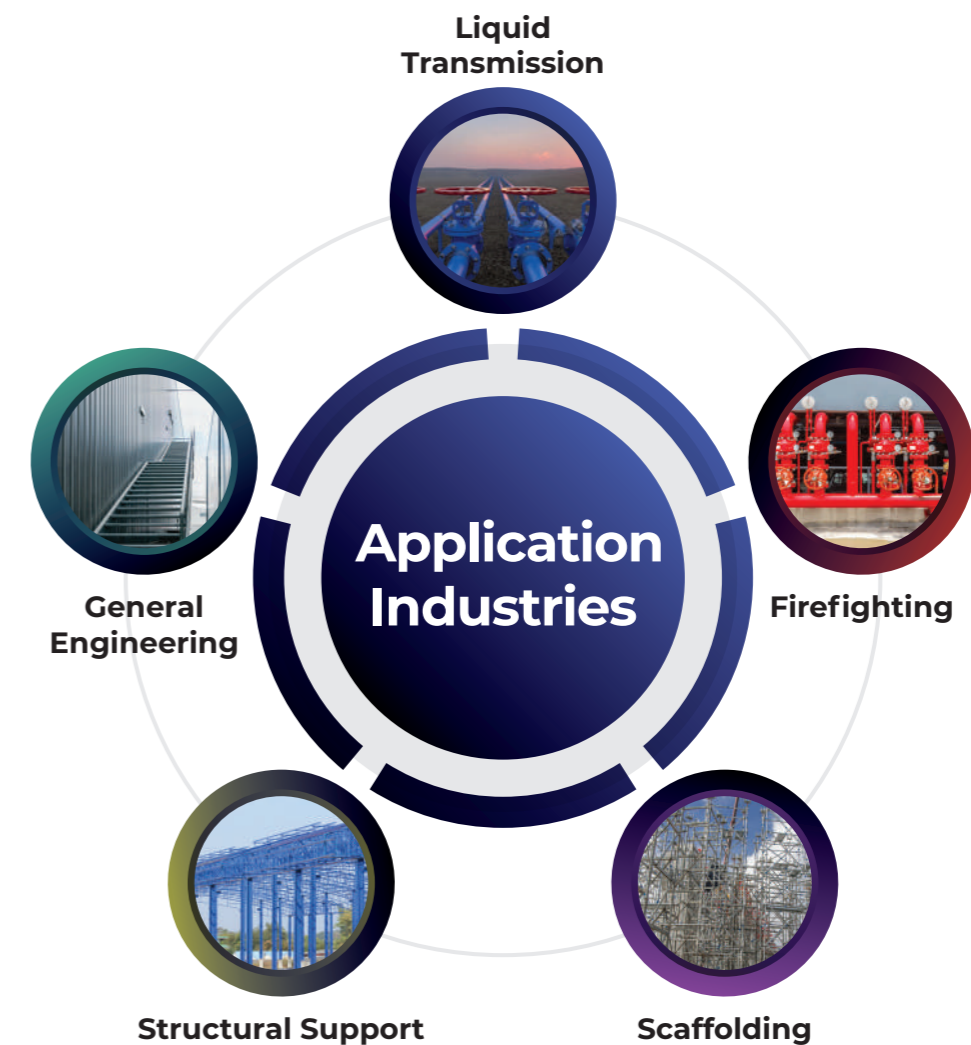 Liquid
Transmission
Application
Industries
General
Engineering
Firefighting
Structural Support
Scaffolding